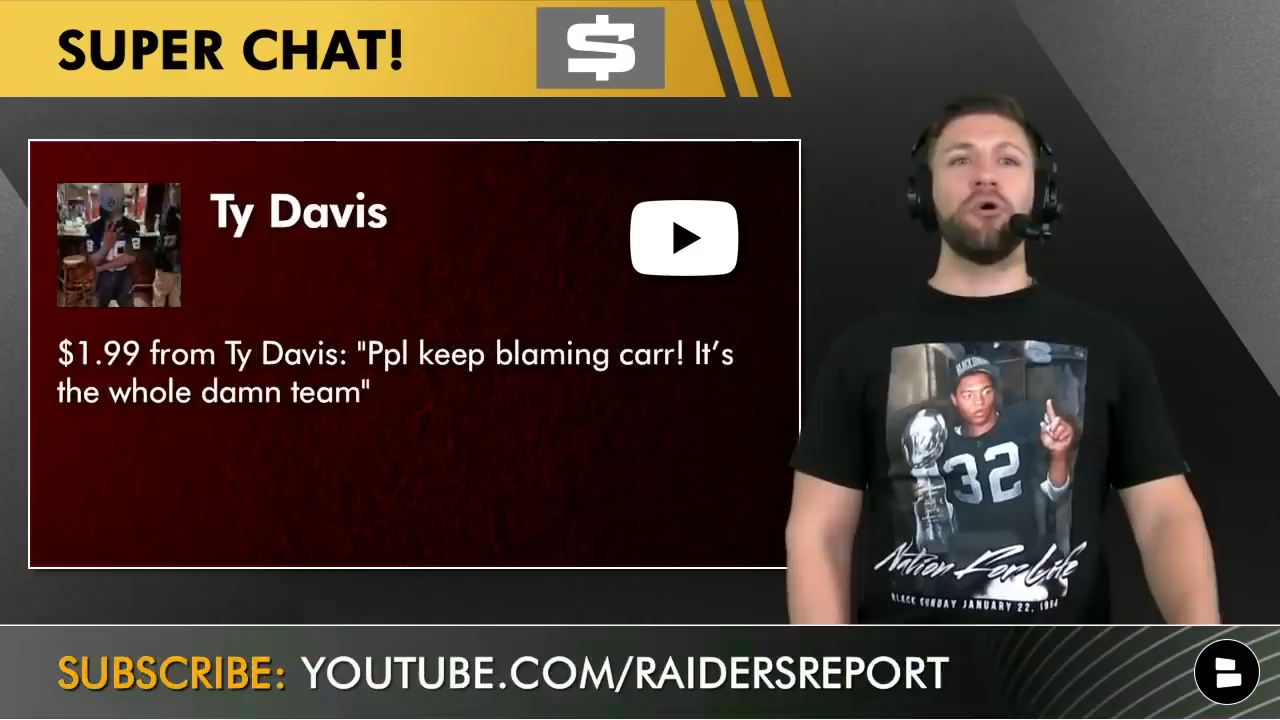 SUPER CHAT!
$
Ty Davis
$1.99 from Ty Davis: "Ppl keep blaming carr! It’s
the whole damn team"
32
Nation For Life
BLACK SUNDAY JANUARY 22, 1984
SUBSCRIBE: YOUTUBE.COM/RAIDERSREPORT